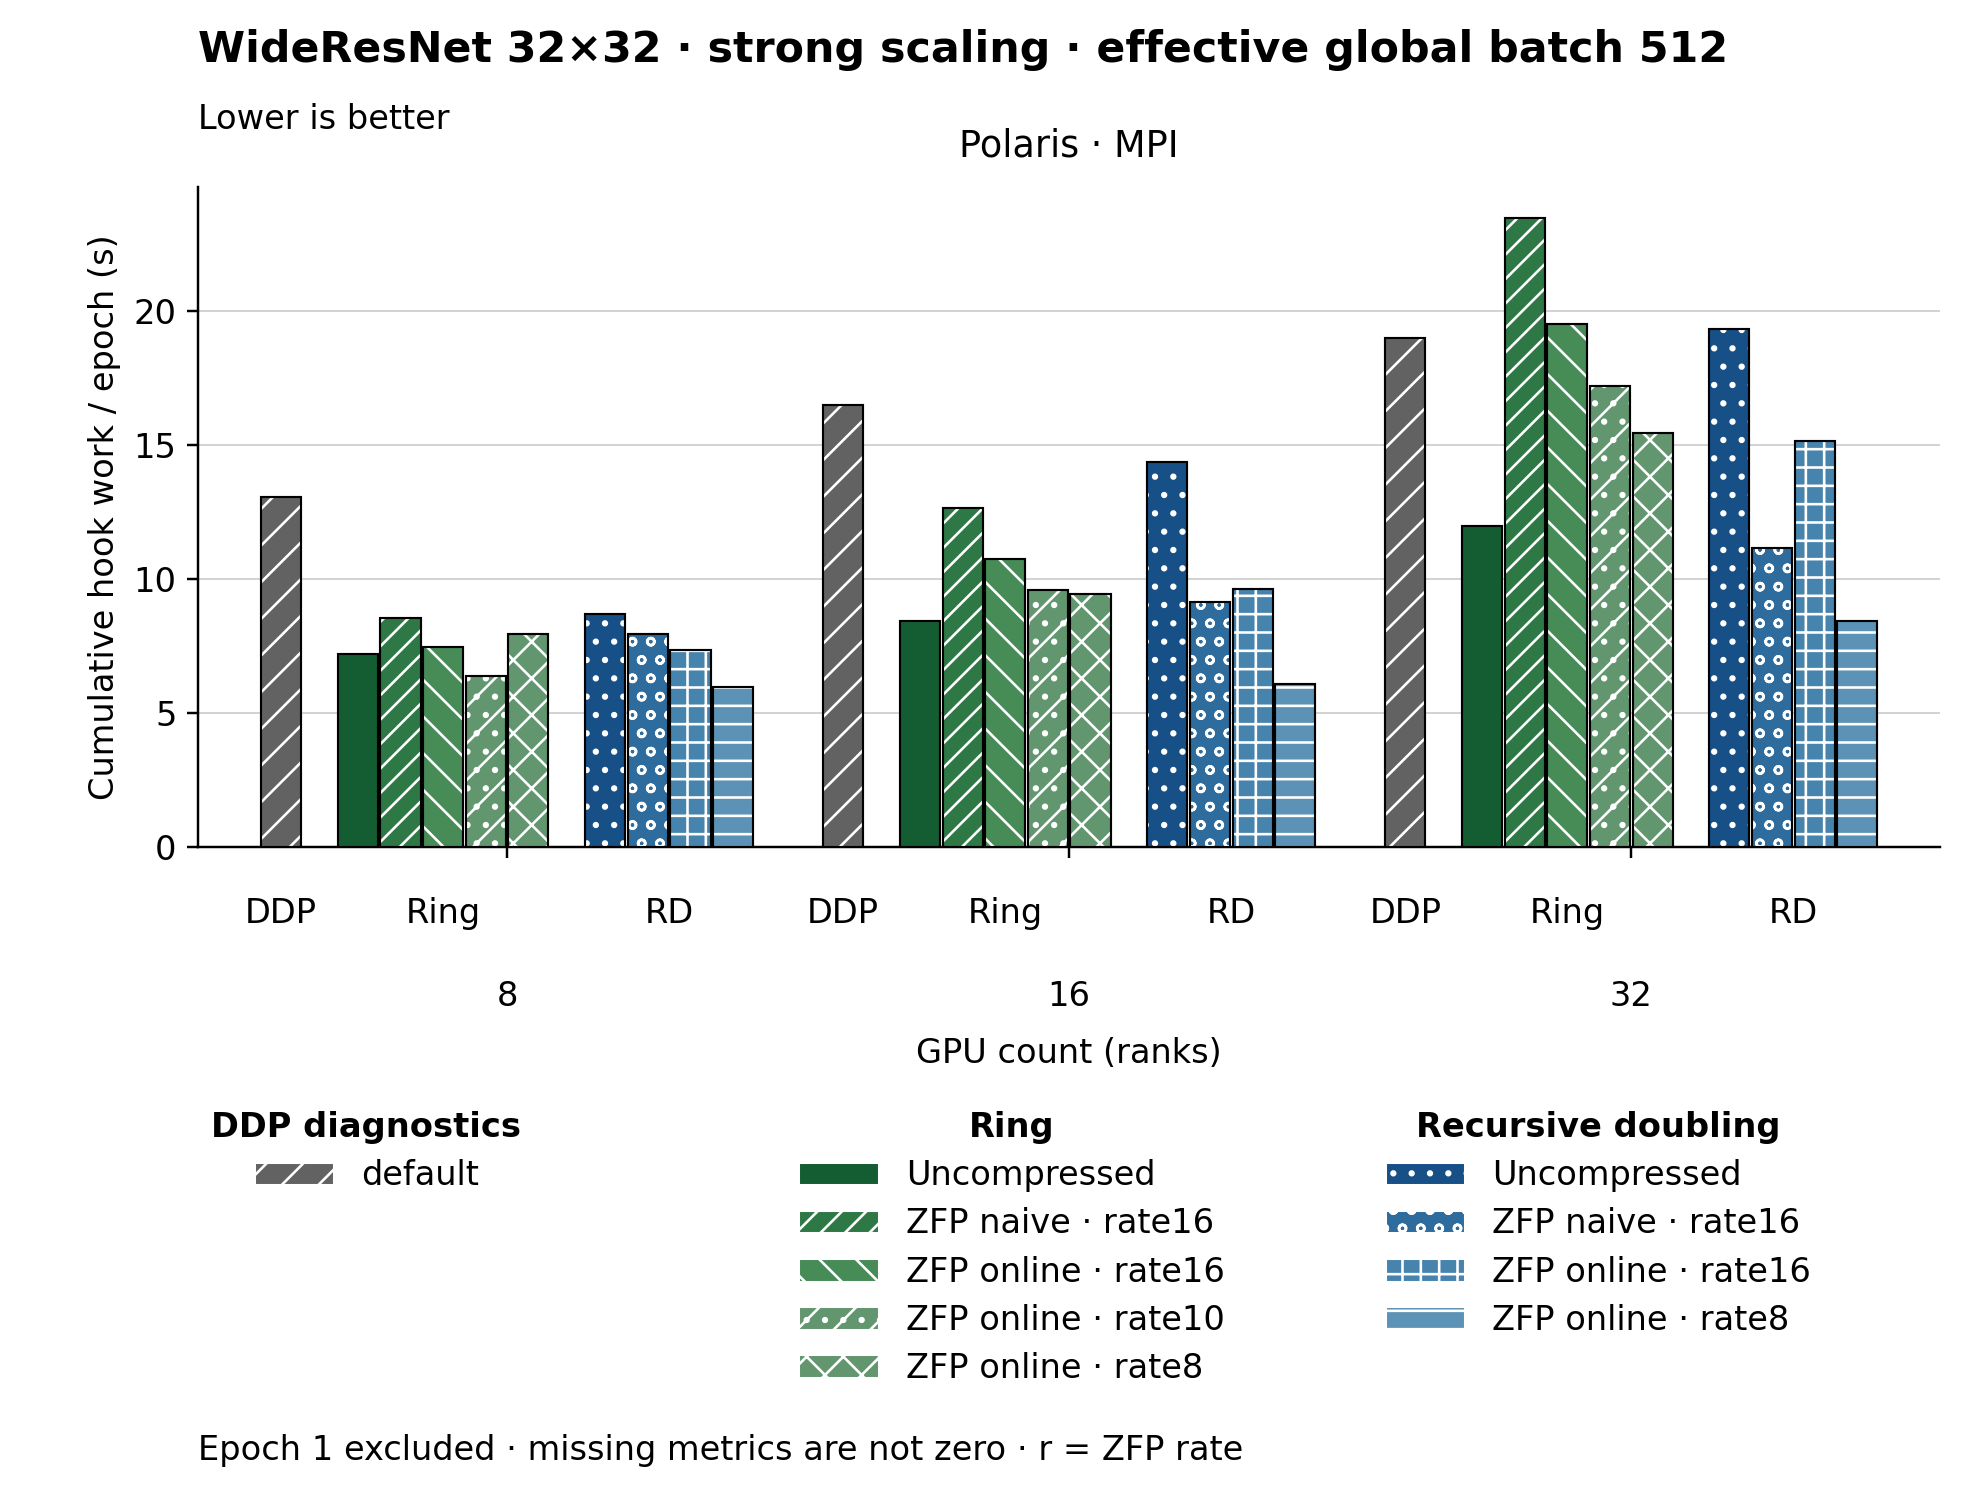 WideResNet 32×32 · strong scaling · effective global batch 512
Lower is better
Polaris · MPI
Cumulative hook work / epoch (s)
20
15
10
5
0
DDP Ring RD DDP Ring RD DDP Ring RD
8 16 32
GPU count (ranks)
DDP diagnostics
default
Ring
Uncompressed
ZFP naive · rate16
ZFP online · rate16
ZFP online · rate10
ZFP online · rate8
Recursive doubling
Uncompressed
ZFP naive · rate16
ZFP online · rate16
ZFP online · rate8
Epoch 1 excluded · missing metrics are not zero · r = ZFP rate